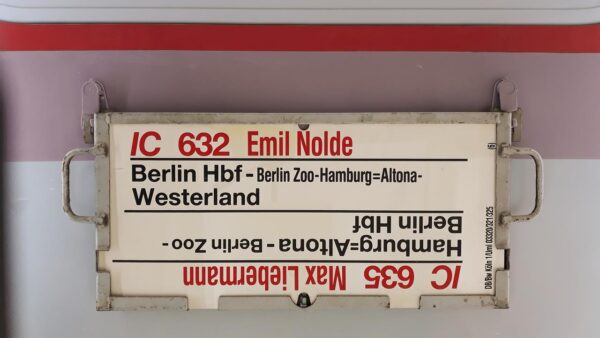 IC 632 Emil Nolde
Berlin Hbf - Berlin Zoo-Hamburg=Altona-
Westerland
IC 635 Max Liebermann
Hamburg=Altona - Berlin Zoo -
Berlin Hbf